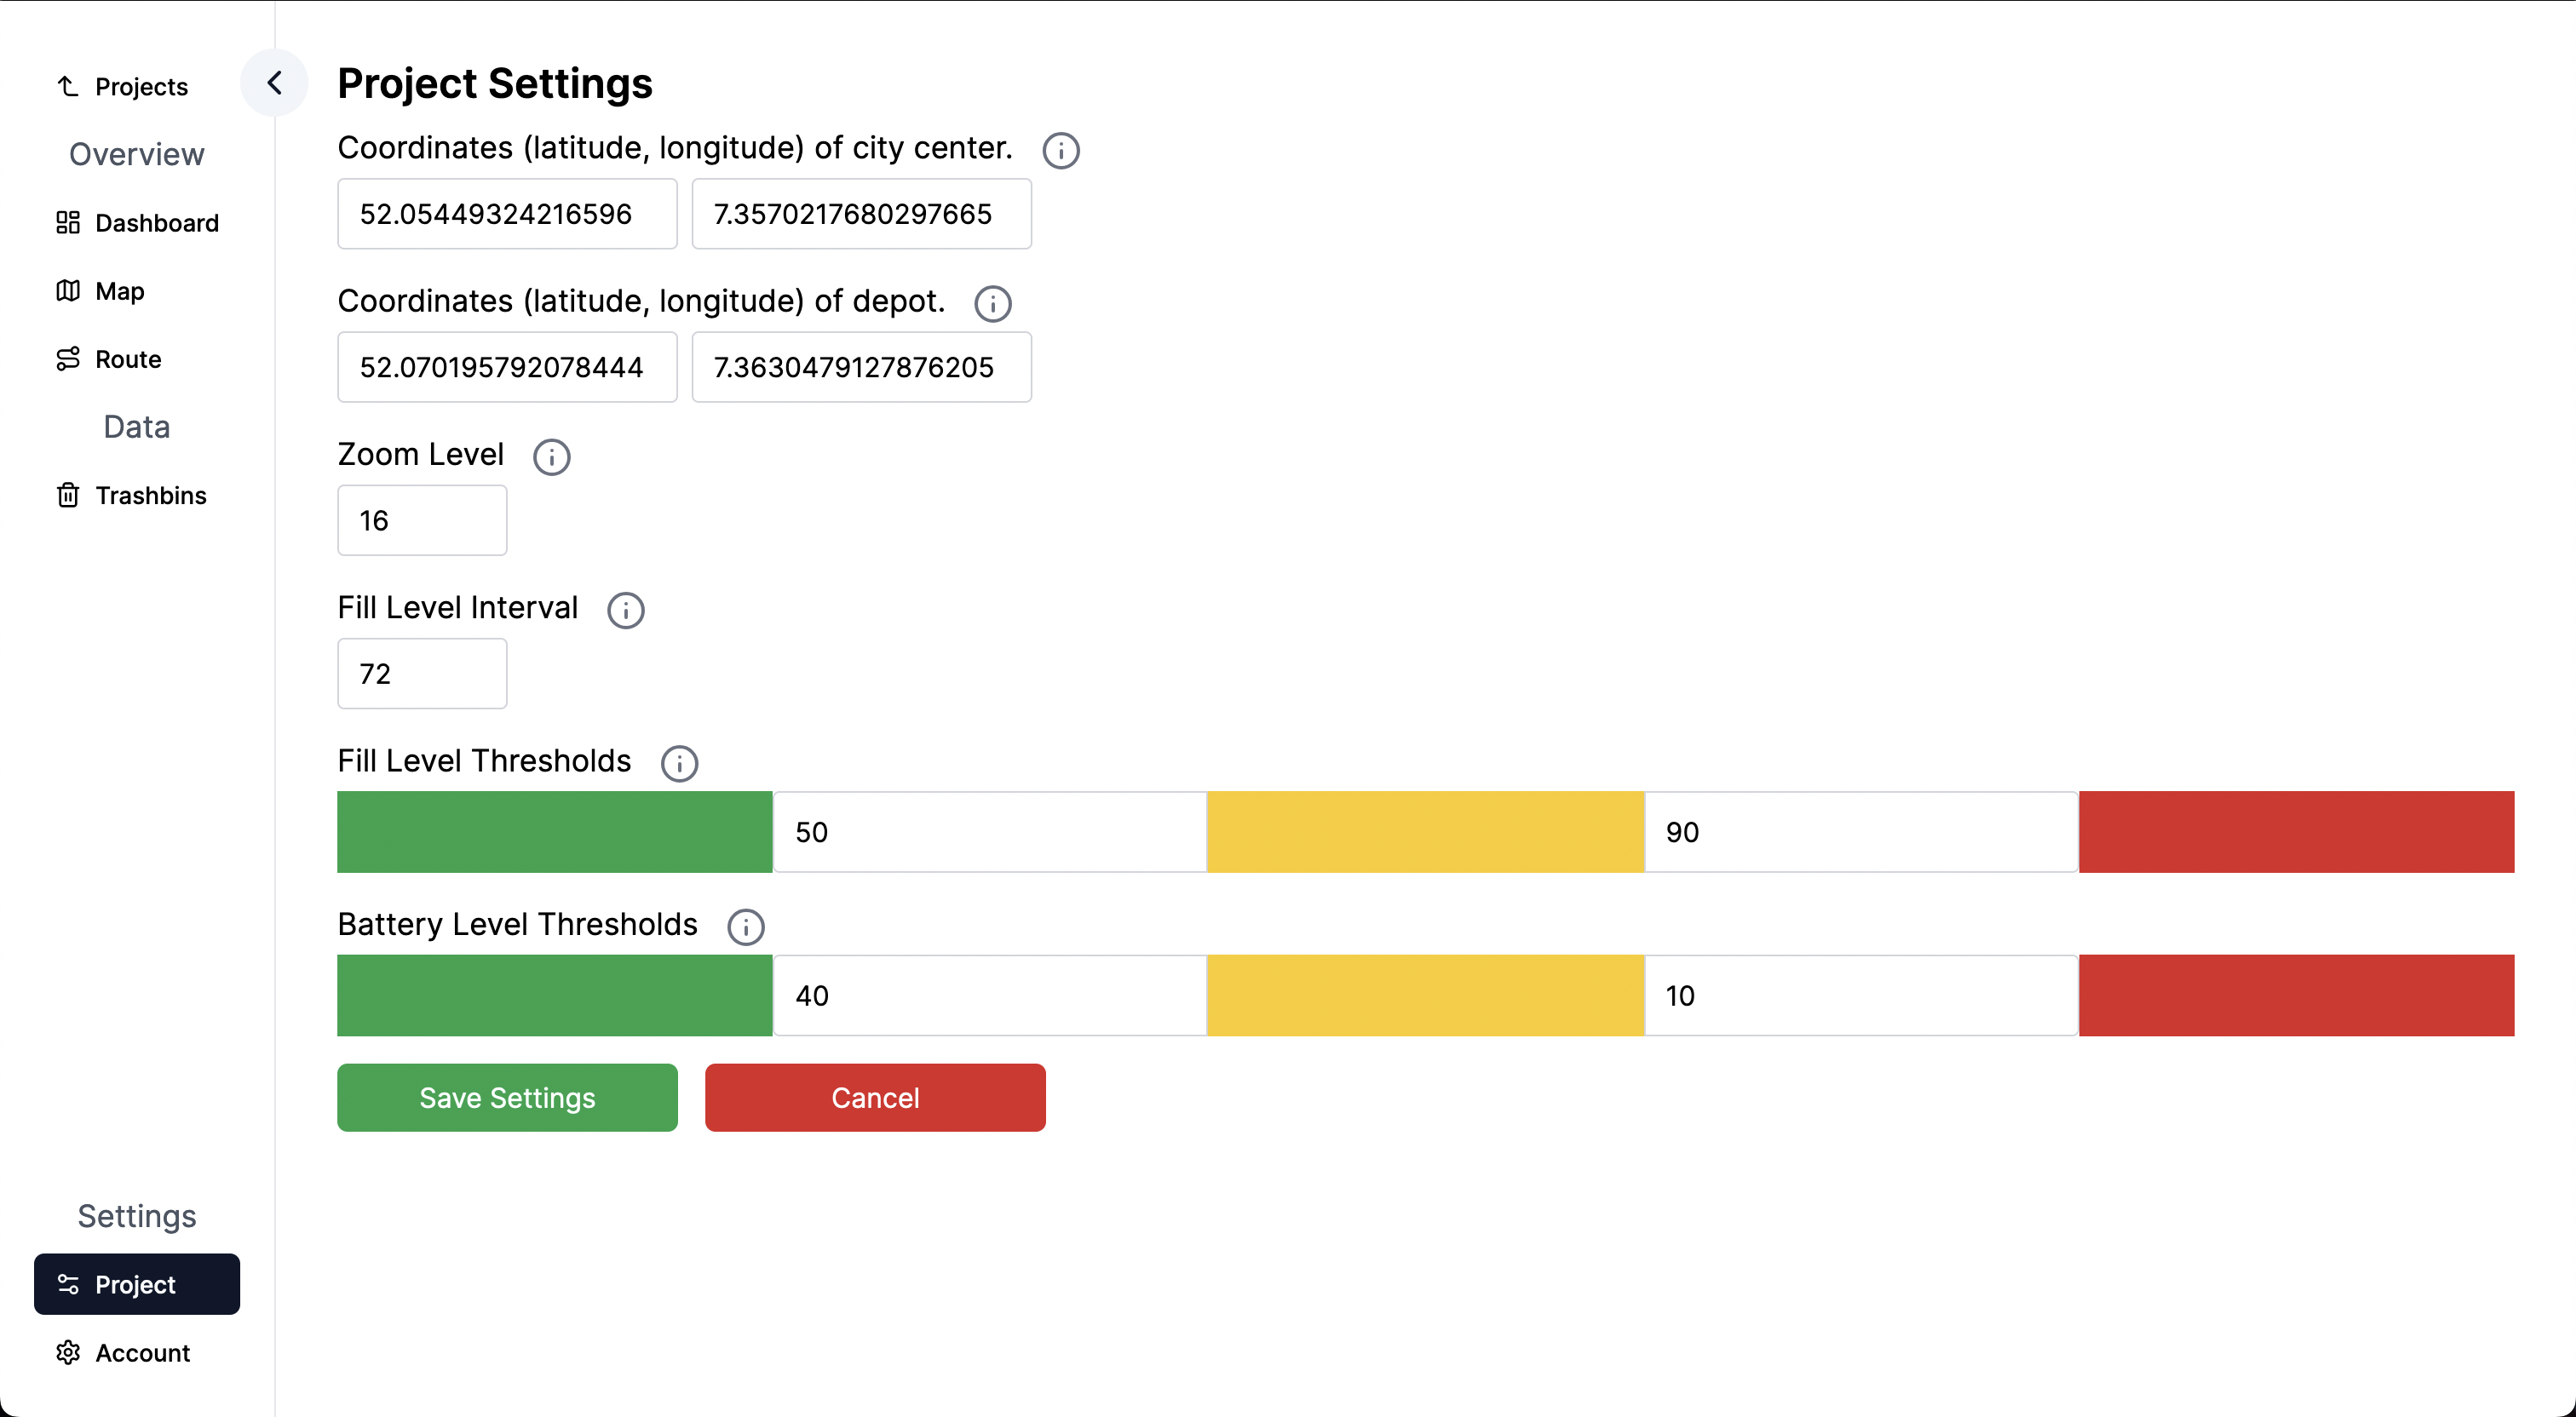 Projects
Overview
Dashboard
Map
Route
Data
Trashbins
Settings
Project
Account
Project Settings
Coordinates (latitude, longitude) of city center.
52.05449324216596 7.3570217680297665
Coordinates (latitude, longitude) of depot.
52.070195792078444 7.3630479127876205
Zoom Level
16
Fill Level Interval
72
Fill Level Thresholds
50 90
Battery Level Thresholds
40 10
Save Settings Cancel